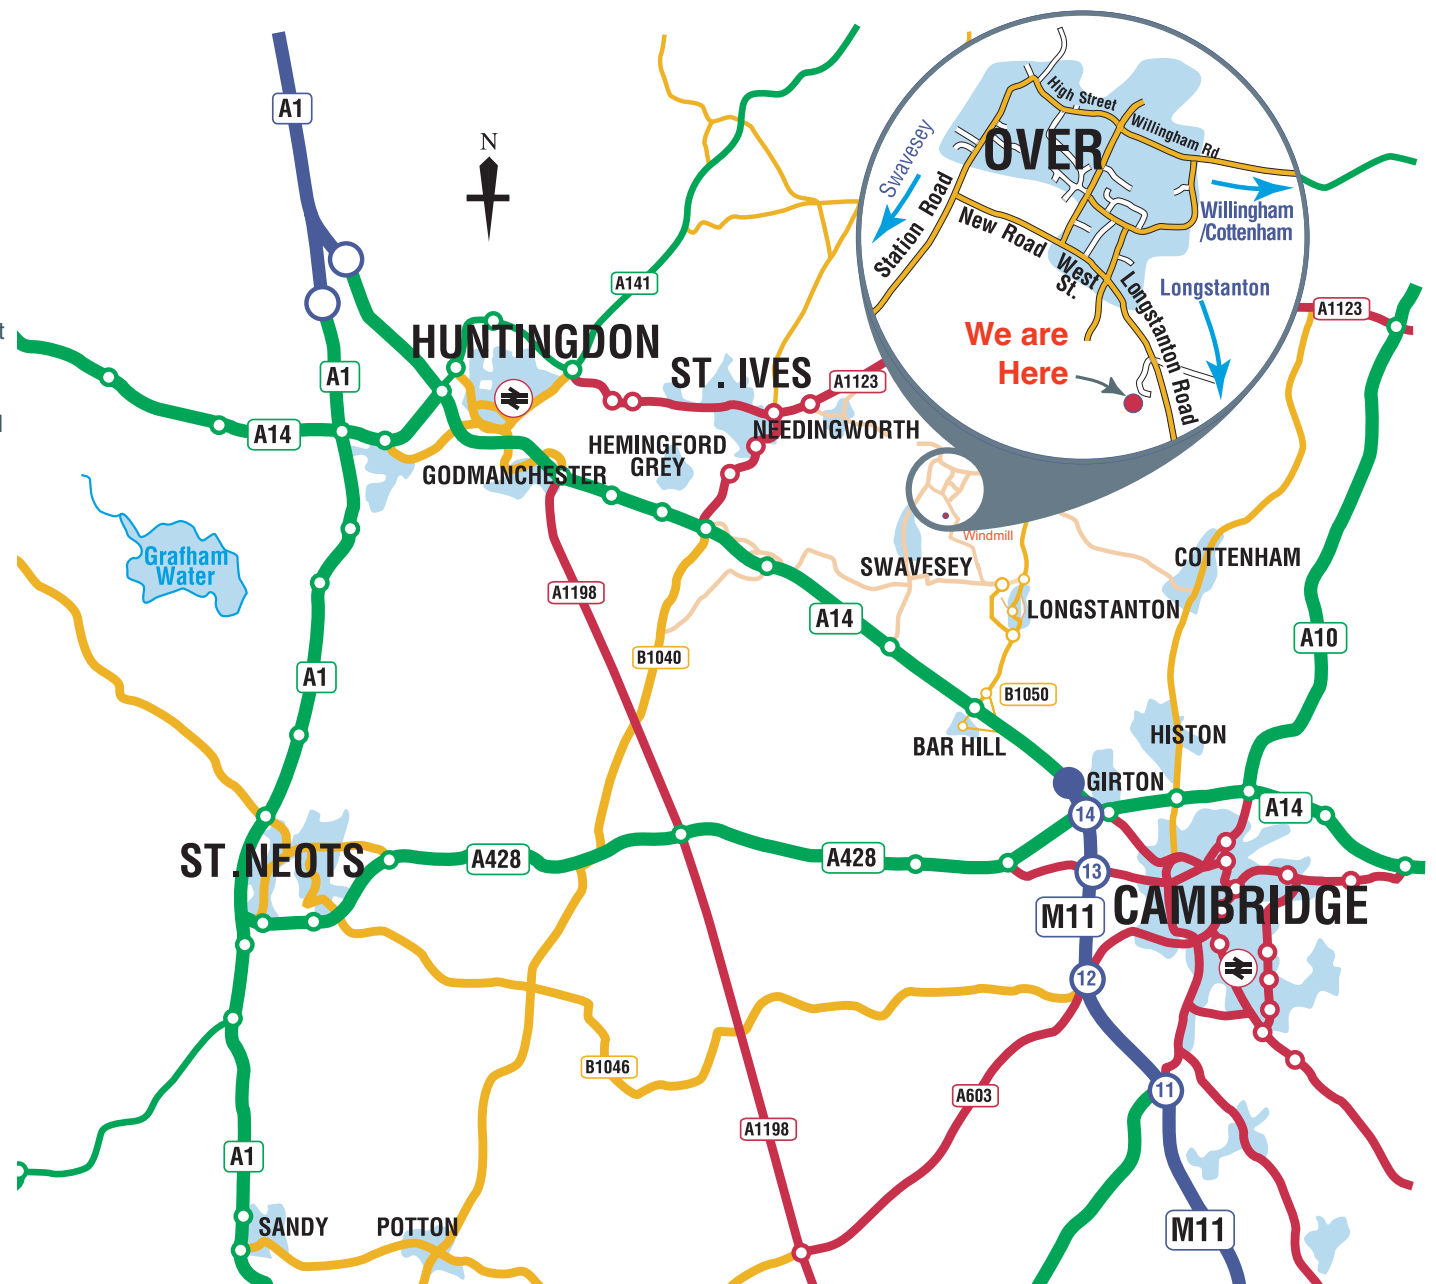 A1
N
High Street
Willingham Rd
OVER
Swavesey
Station Road
New Road
West
St.
Willingham
/Cottenham
Longstanton
Longstanton Road
We are
Here
A141
A1123
t
HUNTINGDON
ST. IVES
A1
A1123
A14
NEEDINGWORTH
HEMINGFORD
GREY
GODMANCHESTER
Windmill
Grafham
Water
SWAVESEY
COTTENHAM
A1198
A14
LONGSTANTON
A10
B1040
A1
B1050
HISTON
BAR HILL
GIRTON
14
A14
ST.NEOTS
A428
A428
13
M11
CAMBRIDGE
12
B1046
A603
11
A1198
A1
SANDY
POTTON
M11